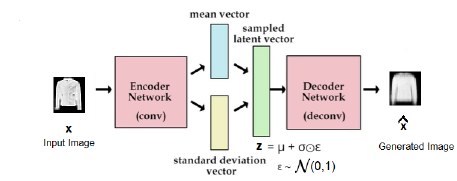 mean vector
sampled
latent vector
Encoder
Network
(conv)
Decoder
Network
(deconv)
x
Input Image
z = μ + σ⊙ε
ε ~ N(0,1)
standard deviation
vector
x̂
Generated Image